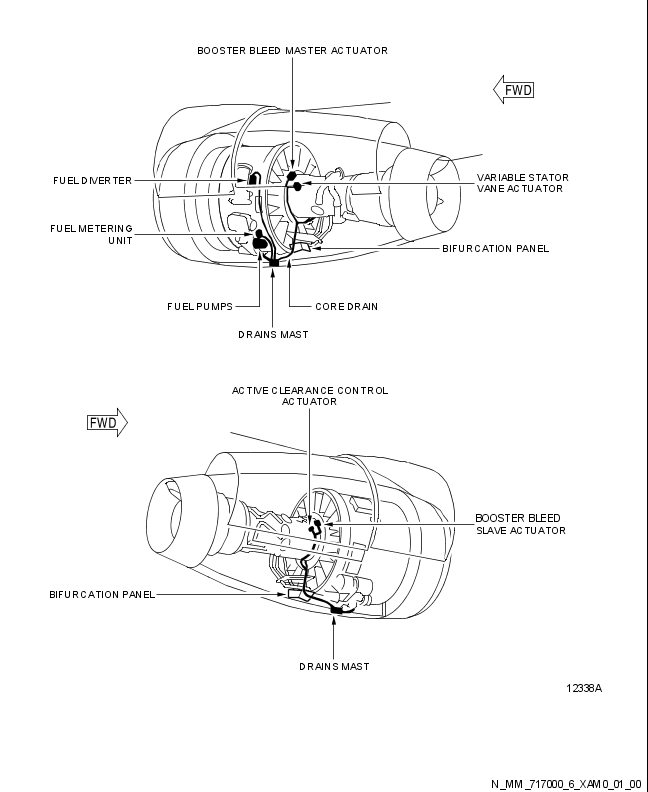 BOOSTER BLEED MASTER ACTUATOR
FWD
FUEL DIVERTER
VARIABLE STATOR
VANE ACTUATOR
FUEL METERING
UNIT
BIFURCATION PANEL
FUEL PUMPS
CORE DRAIN
DRAINS MAST
ACTIVE CLEARANCE CONTROL
ACTUATOR
FWD
BOOSTER BLEED
SLAVE ACTUATOR
BIFURCATION PANEL
DRAINS MAST
12338A
N_MM_717000_6_XAM0_01_00